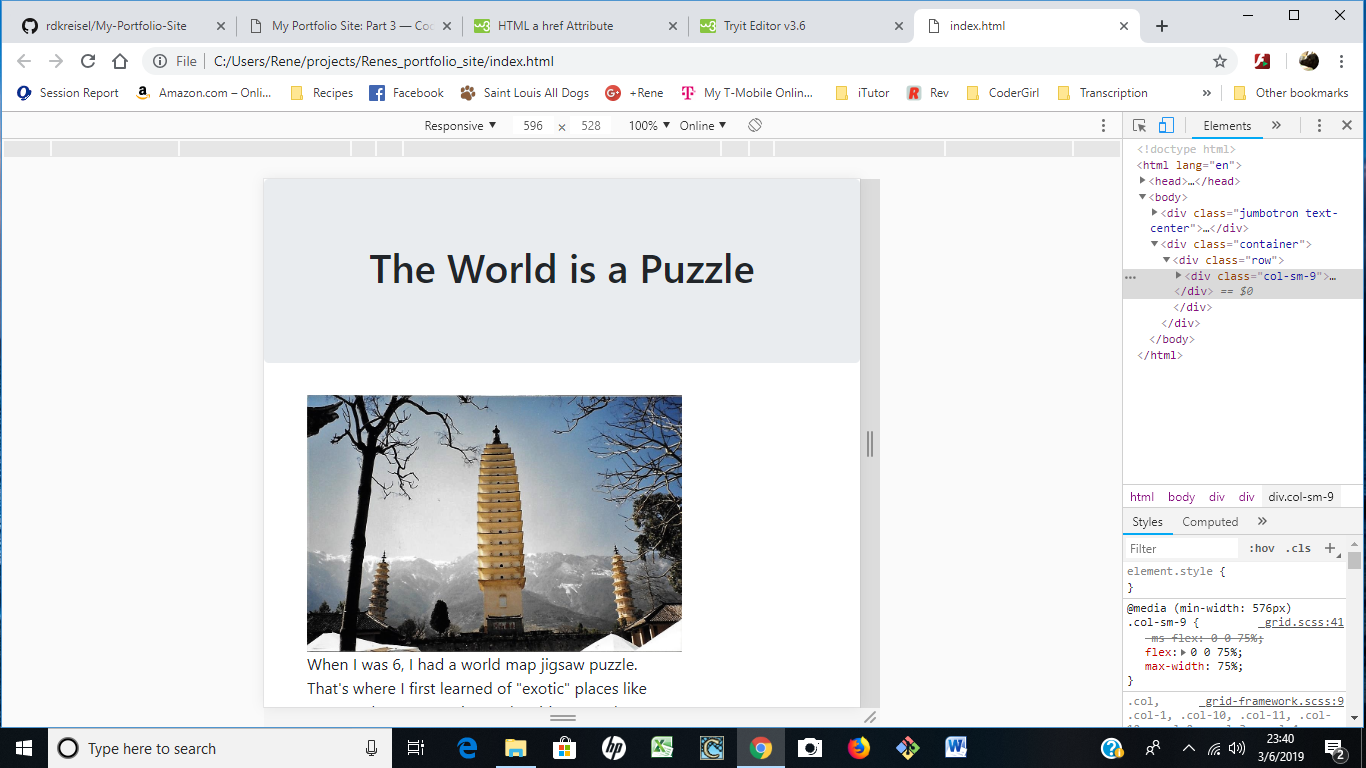 rdkreisel/My-Portfolio-Site
My Portfolio Site: Part 3 — Coc
HTML a href Attribute
Tryit Editor v3.6
index.html
File C:/Users/Rene/projects/Renes_portfolio_site/index.html
Session Report
Amazon.com – Onli...
Recipes
Facebook
Saint Louis All Dogs
+Rene
My T-Mobile Onlin...
iTutor
Rev
CoderGirl
Transcription
»
Other bookmarks
Responsive ▼ 596 × 528 100% ▼ Online ▼
Elements »
<!doctype html>
<html lang="en">
<head>…</head>
<body>
<div class="jumbotron text-
center">…</div>
<div class="container">
<div class="row">
<div class="col-sm-9">…
</div> == $0
</div>
</div>
</body>
</html>
The World is a Puzzle
When I was 6, I had a world map jigsaw puzzle.
That's where I first learned of "exotic" places like
html body div div div.col-sm-9
Styles Computed »
Filter :hov .cls +
element.style {
}
@media (min-width: 576px)
.col-sm-9 { _grid.scss:41
-ms-flex: 0 0 75%;
flex: 0 0 75%;
max-width: 75%;
}
.col, _grid-framework.scss:9
.col-1, .col-10, .col-11, .col-
Type here to search
hp
23:40
3/6/2019
2